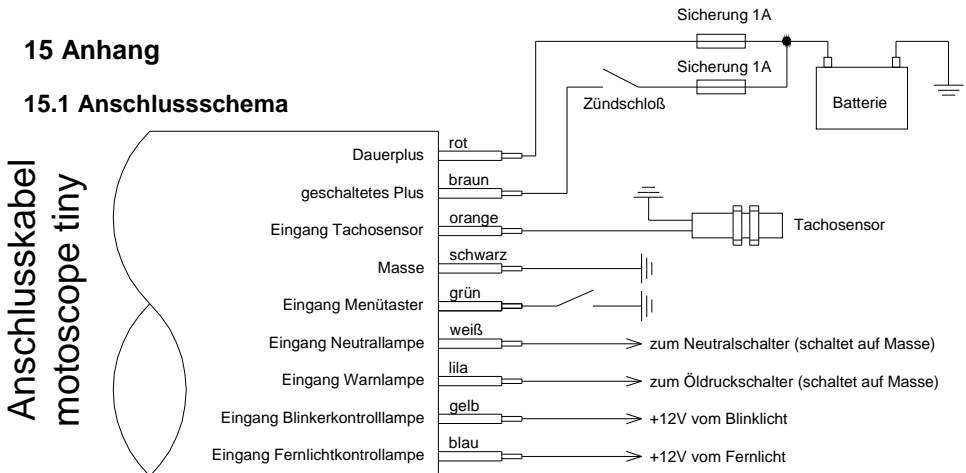 15 Anhang
15.1 Anschlussschema
Sicherung 1A
Sicherung 1A
Zündschloß
Batterie
Anschlusskabel
motoscope tiny
Dauerplus
rot
geschaltetes Plus
braun
Eingang Tachosensor
orange
Tachosensor
Masse
schwarz
Eingang Menütaster
grün
Eingang Neutrallampe
weiß
zum Neutralschalter (schaltet auf Masse)
Eingang Warnlampe
lila
zum Öldruckschalter (schaltet auf Masse)
Eingang Blinkerkontrolllampe
gelb
+12V vom Blinklicht
Eingang Fernlichtkontrollampe
blau
+12V vom Fernlicht